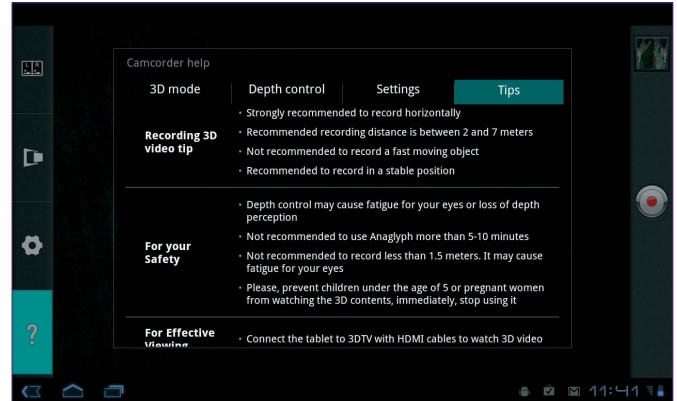 Camcorder help
3D mode
Depth control
Settings
Tips
Recording 3D
video tip
• Strongly recommended to record horizontally
• Recommended recording distance is between 2 and 7 meters
• Not recommended to record a fast moving object
• Recommended to record in a stable position
For your
Safety
• Depth control may cause fatigue for your eyes or loss of depth
perception
• Not recommended to use Anaglyph more than 5-10 minutes
• Not recommended to record less than 1.5 meters. It may cause
fatigue for your eyes
• Please, prevent children under the age of 5 or pregnant women
from watching the 3D contents, immediately, stop using it
For Effective
Viewing
• Connect the tablet to 3DTV with HDMI cables to watch 3D video
?
11:41